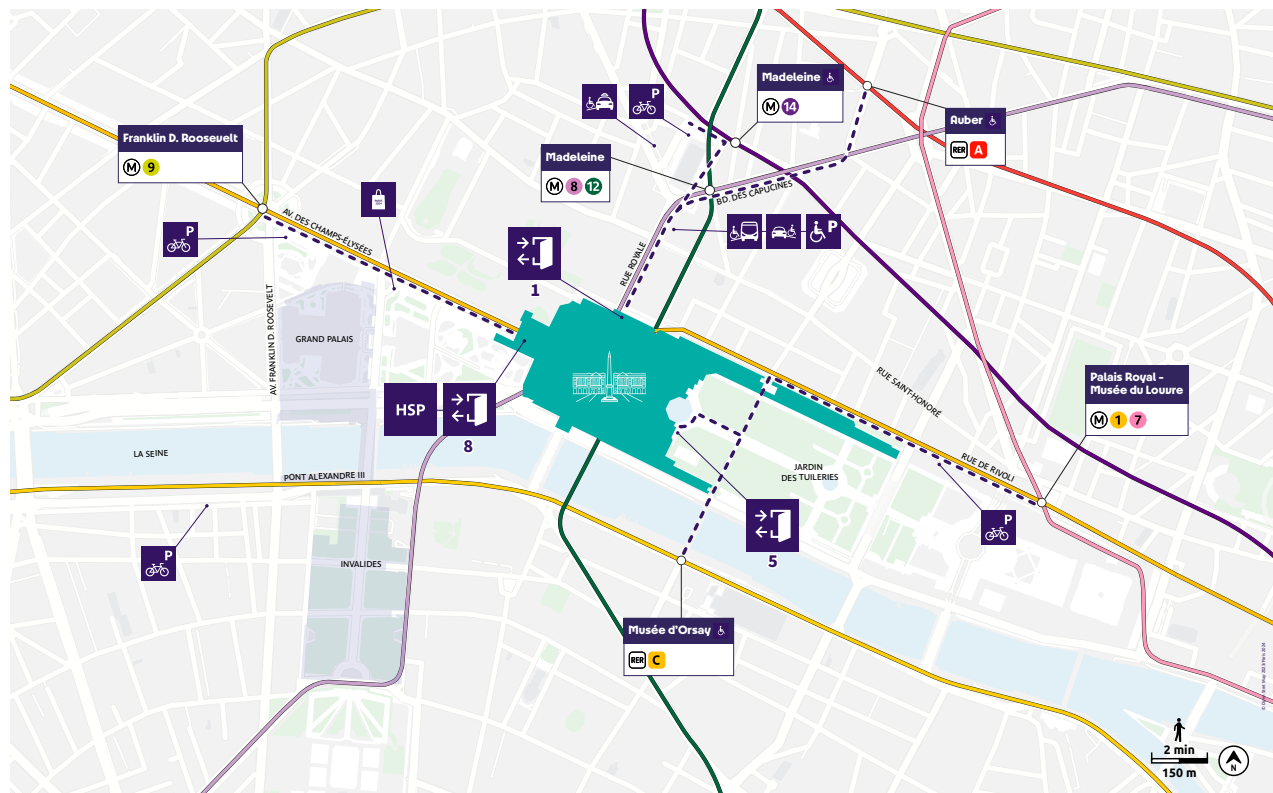 Madeleine
M 14
P
Auber
RER A
Franklin D. Roosevelt
M 9
Madeleine
M 8 12
BD. DES CAPUCINES
P
AV. DES CHAMPS-ÉLYSÉES
P
RUE ROYALE
1
AV. FRANKLIN D. ROOSEVELT
GRAND PALAIS
Palais Royal -
Musée du Louvre
M 1 7
RUE SAINT-HONORÉ
HSP
8
LA SEINE
RUE DE RIVOLI
JARDIN
DES TUILERIES
PONT ALEXANDRE III
P
5
P
INVALIDES
Musée d'Orsay
RER C
2 min
150 m
N